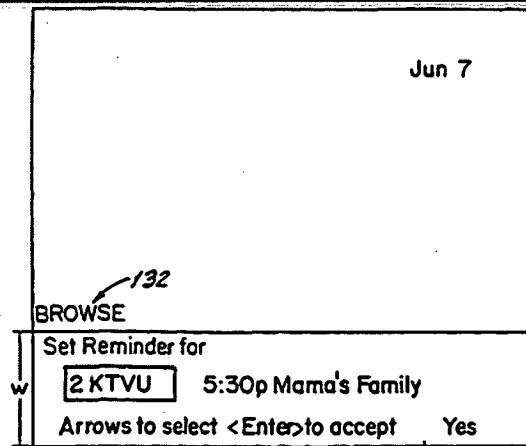 Jun 7
132
BROWSE
Set Reminder for
2 KTVU 5:30p Mama's Family
Arrows to select <Enter>to accept Yes
w